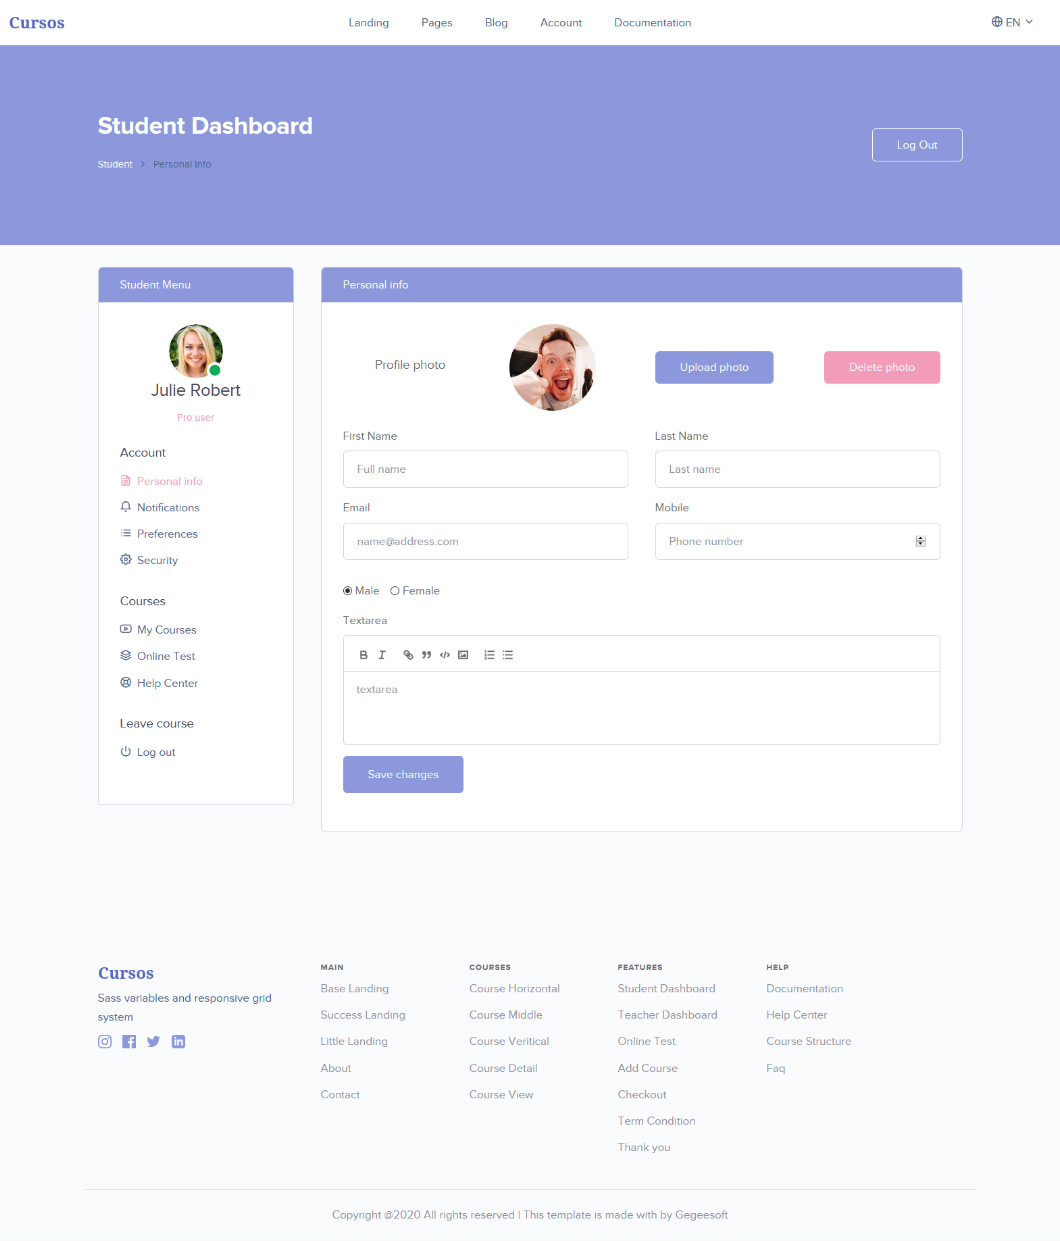 Cursos
Landing Pages Blog Account Documentation
EN
Student Dashboard
Student > Personal info
Log Out
Student Menu
Julie Robert
Pro user
Account
Personal info
Notifications
Preferences
Security
Courses
My Courses
Online Test
Help Center
Leave course
Log out
Personal info
Profile photo
Upload photo
Delete photo
First Name
Full name
Last Name
Last name
Email
name@address.com
Mobile
Phone number
Male Female
Textarea
textarea
Save changes
Cursos
Sass variables and responsive grid
system
MAIN
Base Landing
Success Landing
Little Landing
About
Contact
COURSES
Course Horizontal
Course Middle
Course Veritical
Course Detail
Course View
FEATURES
Student Dashboard
Teacher Dashboard
Online Test
Add Course
Checkout
Term Condition
Thank you
HELP
Documentation
Help Center
Course Structure
Faq
Copyright @2020 All rights reserved | This template is made with by Gegeesoft